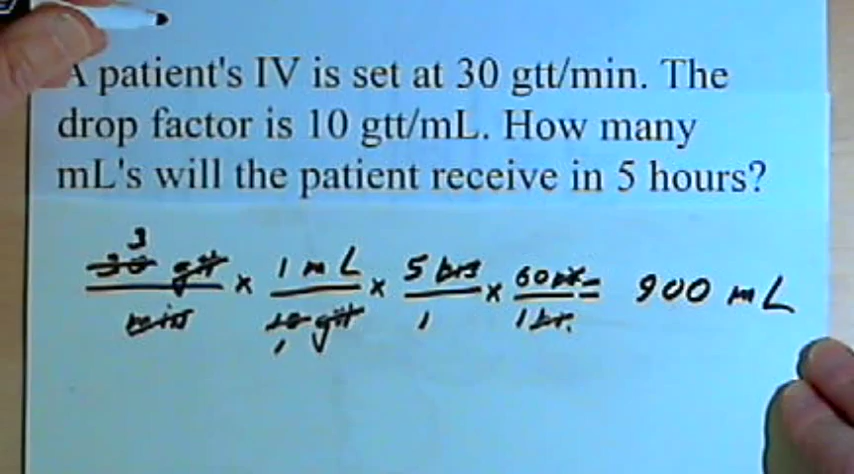 A patient's IV is set at 30 gtt/min. The
drop factor is 10 gtt/mL. How many
mL's will the patient receive in 5 hours?
3
30 gtt × 1 mL × 5 hrs × 60 = 900 mL
min 10 gtt 1 1 hr.
1